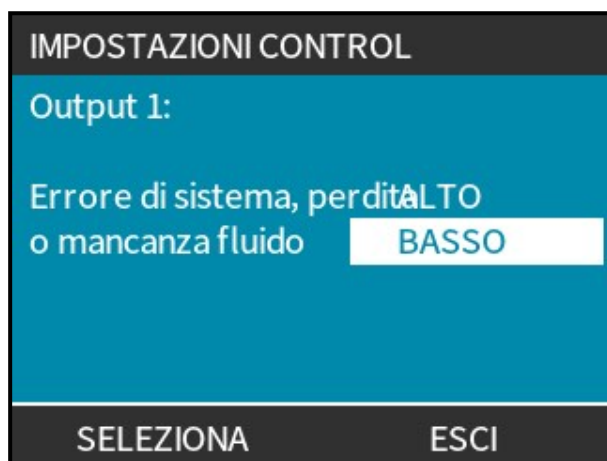 IMPOSTAZIONI CONTROL
Output 1:
Errore di sistema, perdita ALTO
o mancanza fluido BASSO
SELEZIONA ESCI